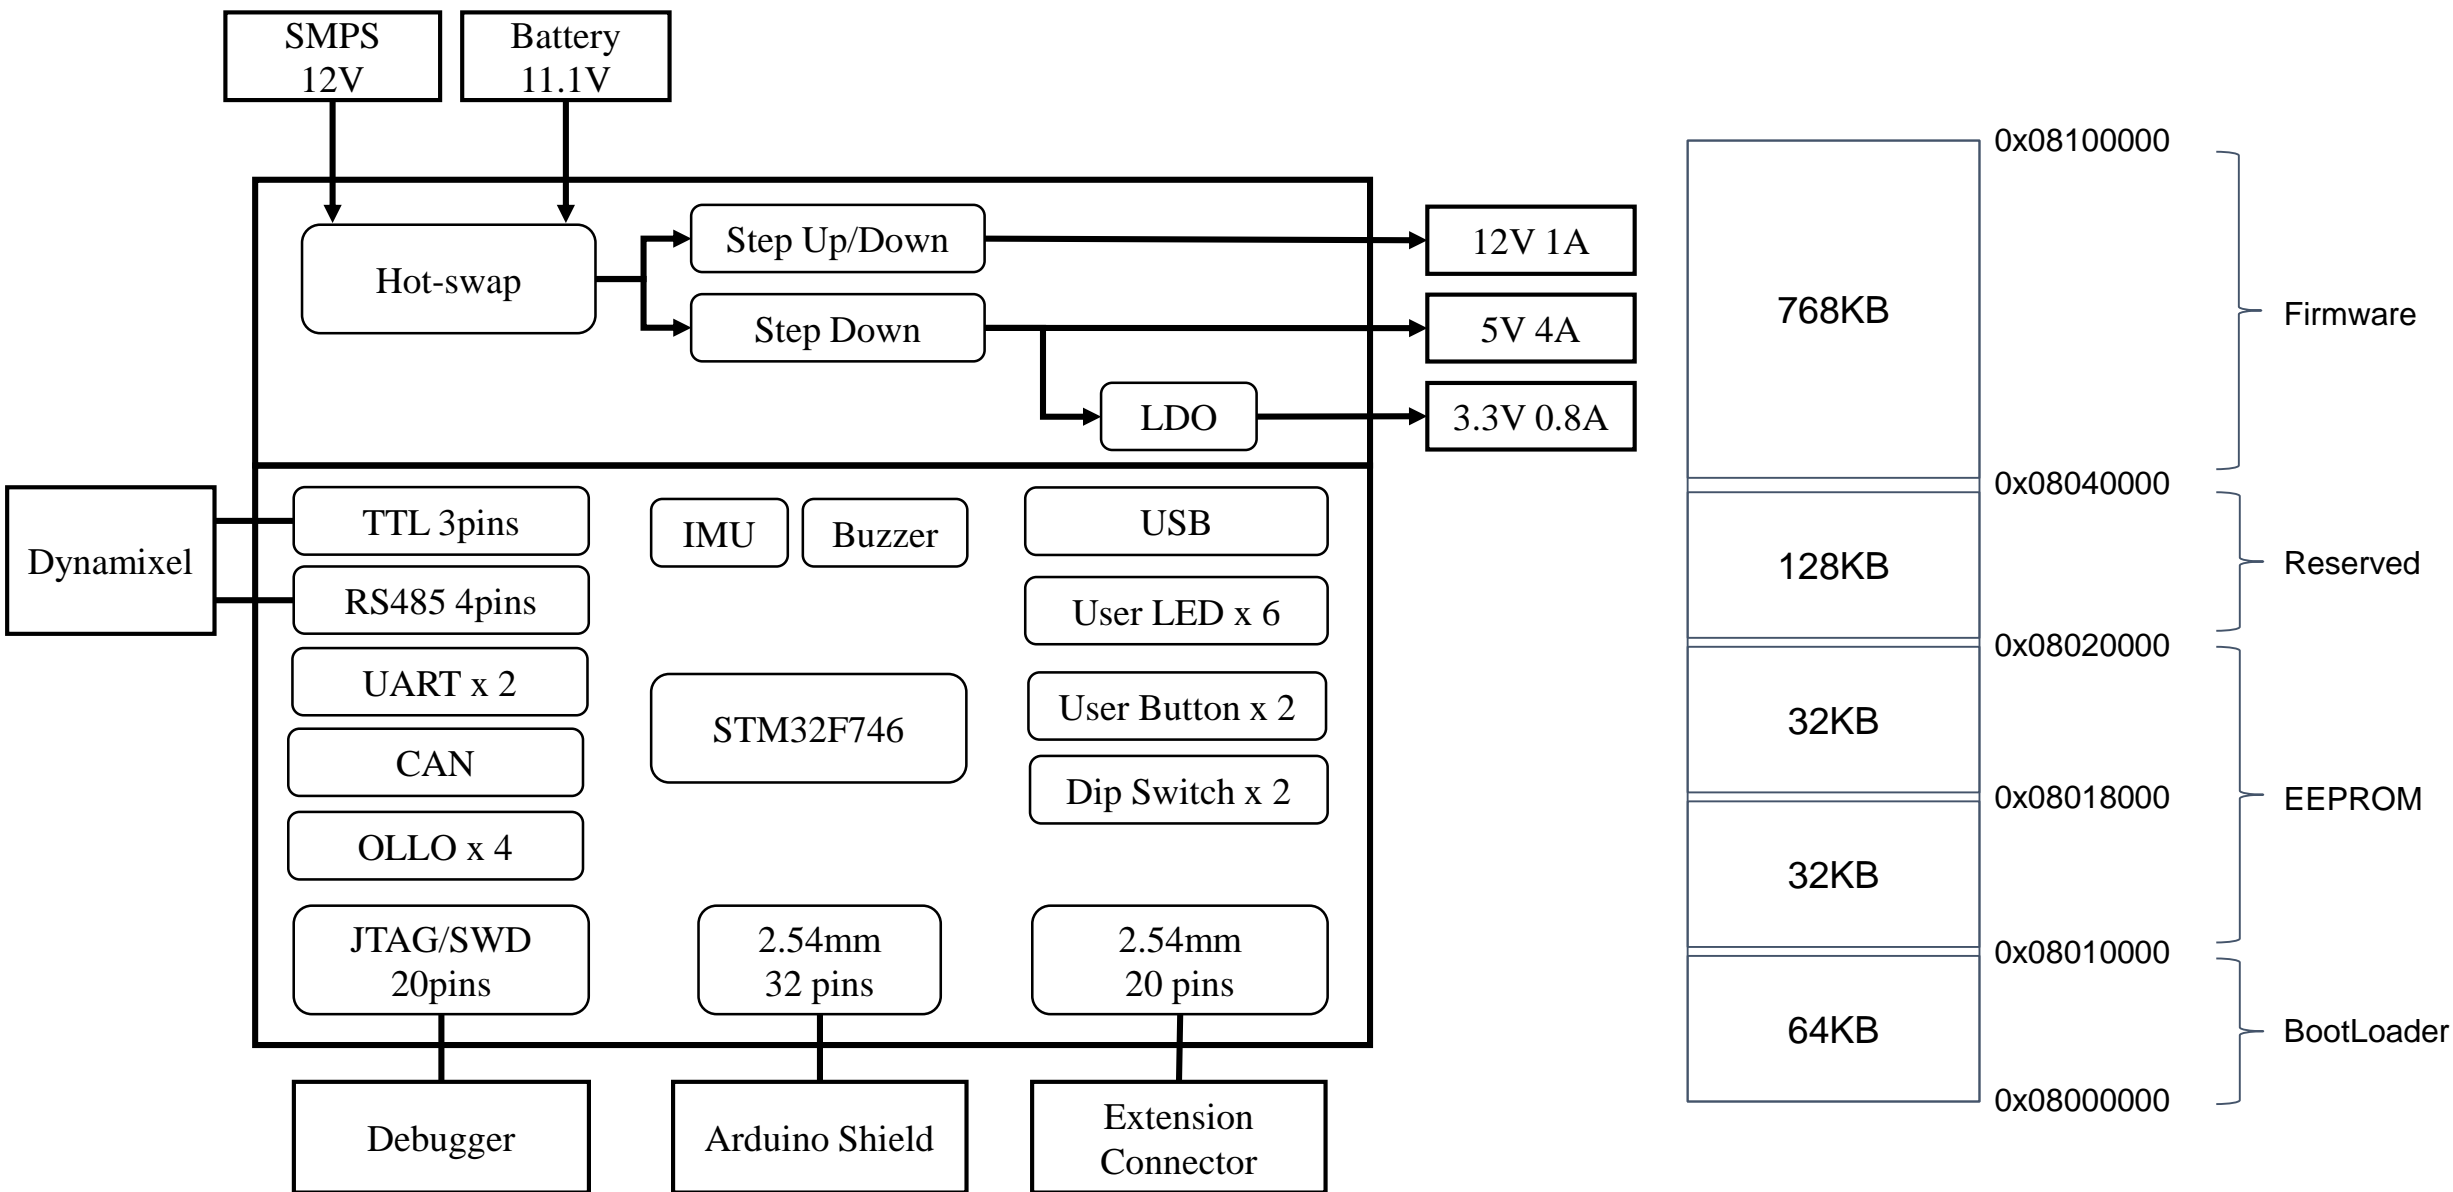 SMPS
12V
Battery
11.1V
Hot-swap
Step Up/Down
Step Down
LDO
12V 1A
5V 4A
3.3V 0.8A
Dynamixel
TTL 3pins
RS485 4pins
UART x 2
CAN
OLLO x 4
IMU
Buzzer
STM32F746
USB
User LED x 6
User Button x 2
Dip Switch x 2
JTAG/SWD
20pins
2.54mm
32 pins
2.54mm
20 pins
Debugger
Arduino Shield
Extension
Connector
0x08100000
768KB
Firmware
0x08040000
128KB
Reserved
0x08020000
32KB
0x08018000
EEPROM
32KB
0x08010000
64KB
BootLoader
0x08000000